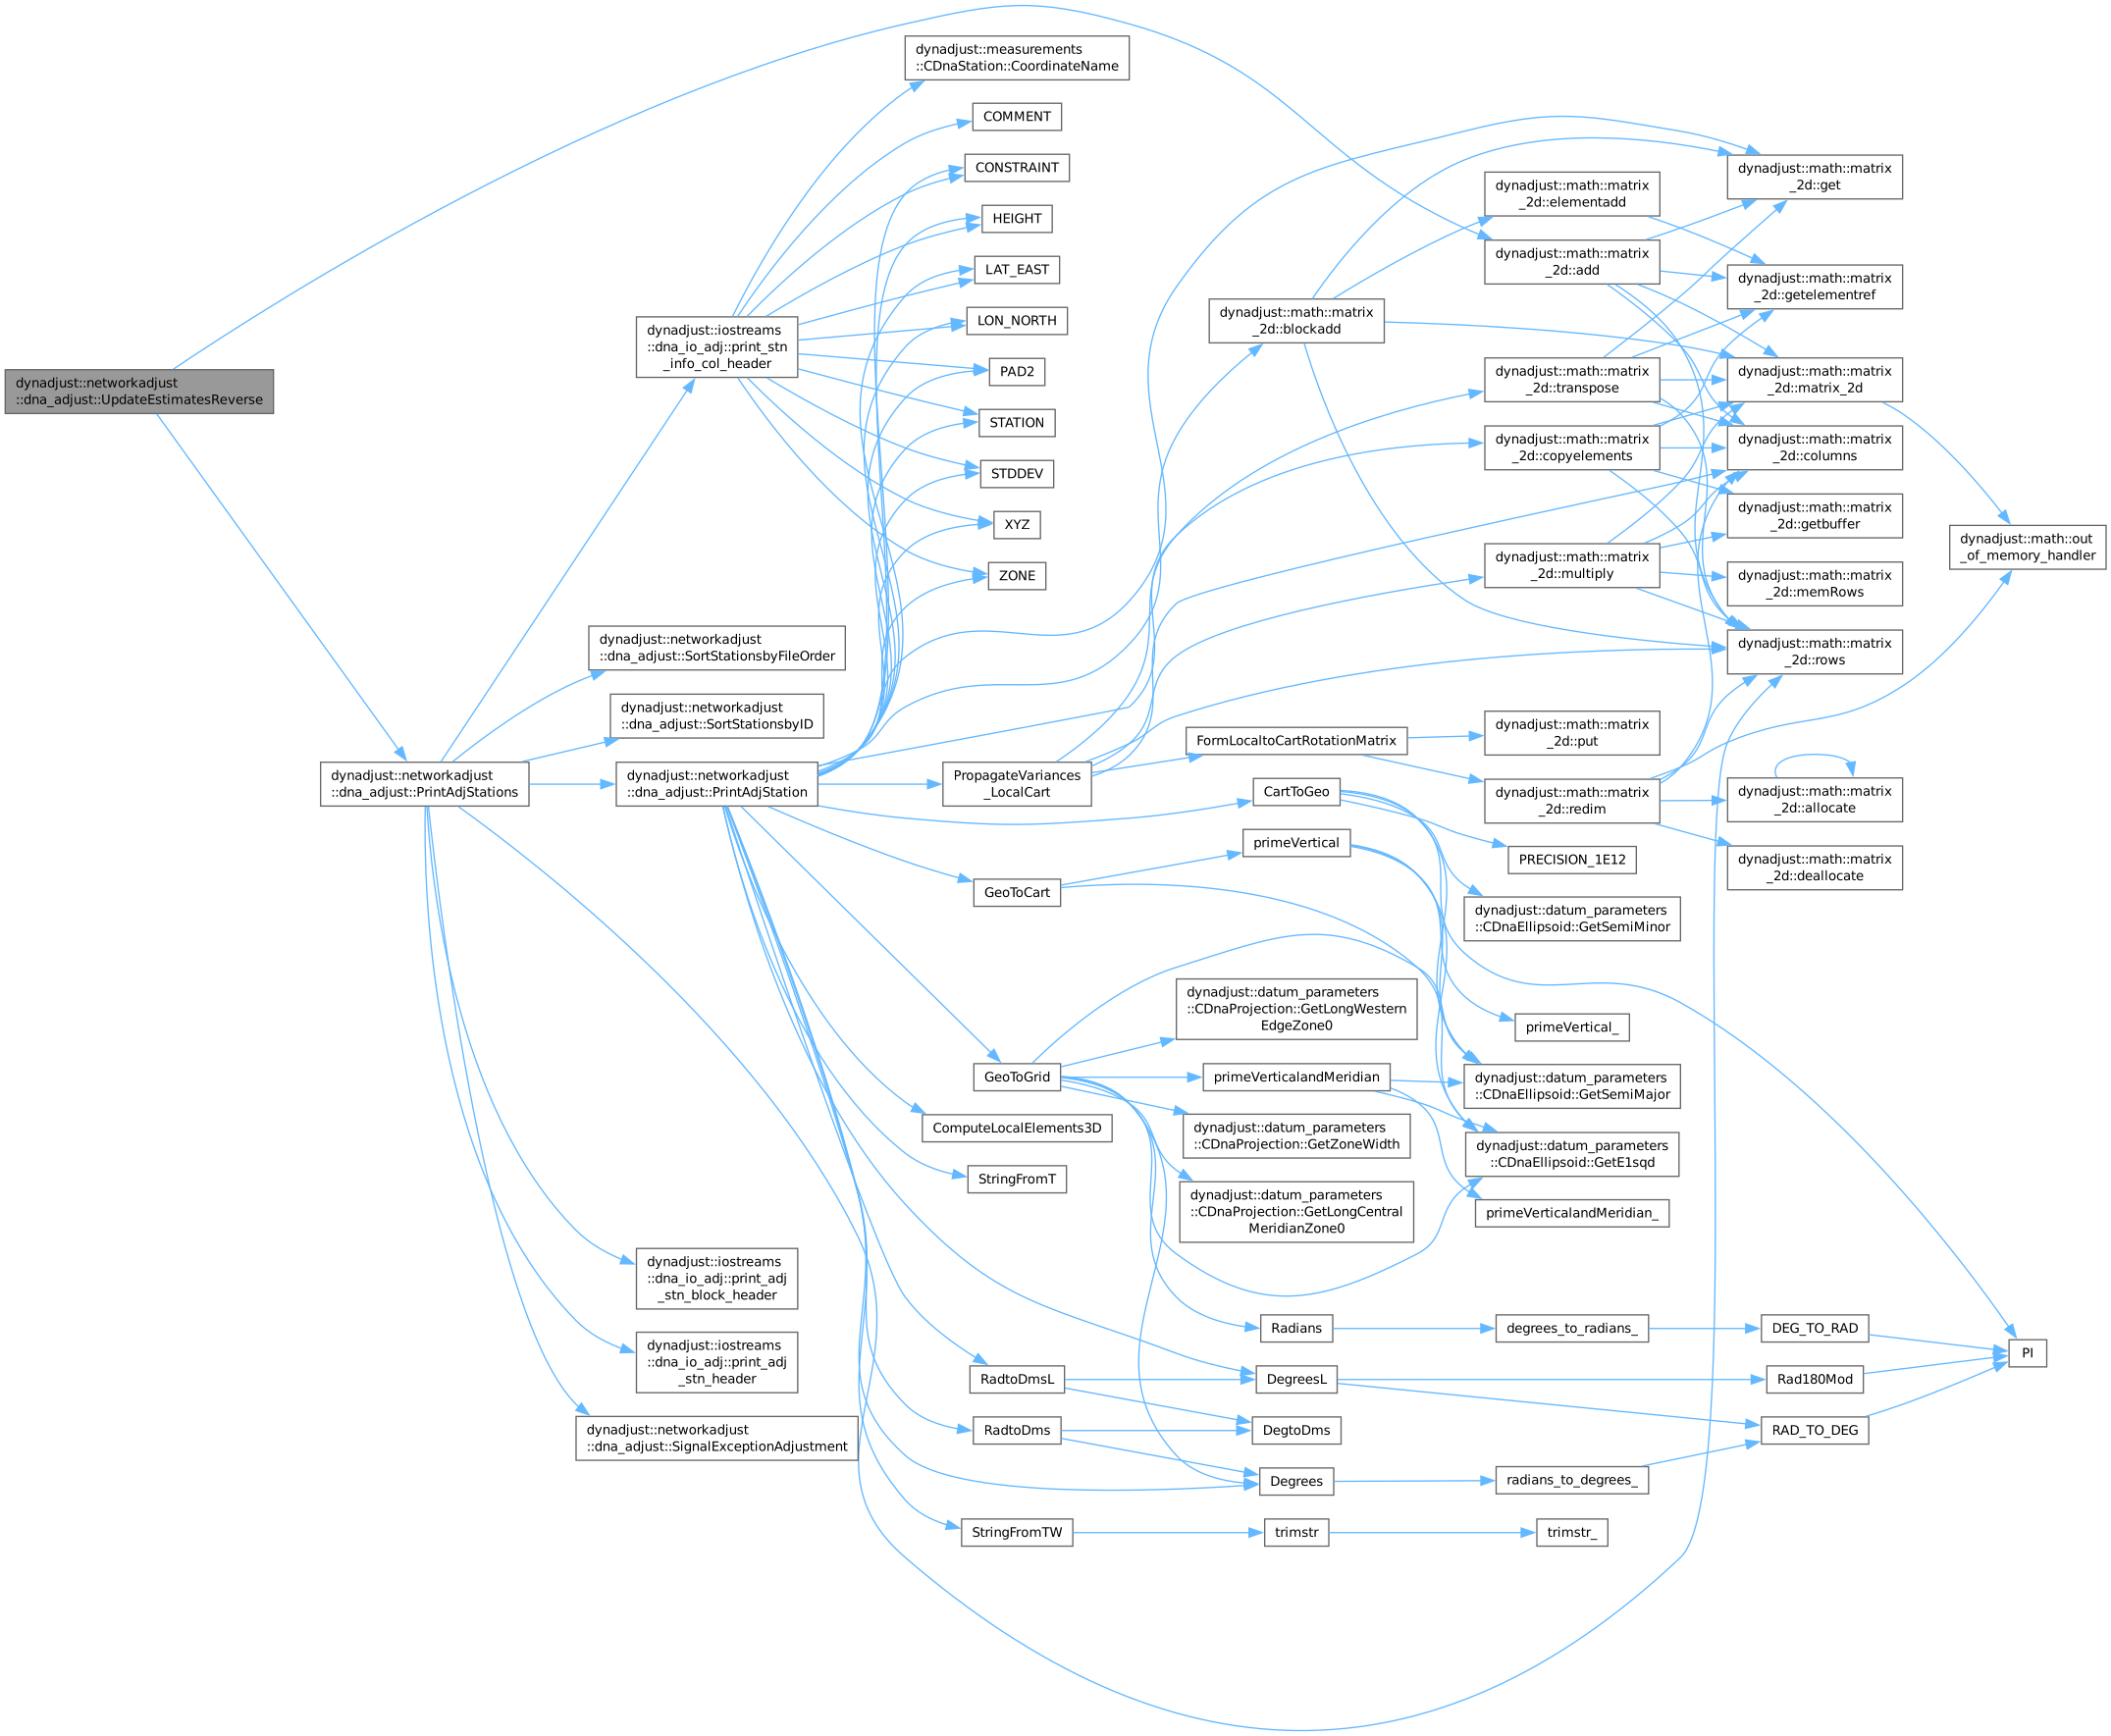 dynadjust::networkadjust
::dna_adjust::UpdateEstimatesReverse
dynadjust::networkadjust
::dna_adjust::PrintAdjStations
dynadjust::iostreams
::dna_io_adj::print_stn
_info_col_header
dynadjust::networkadjust
::dna_adjust::SortStationsbyFileOrder
dynadjust::networkadjust
::dna_adjust::SortStationsbyID
dynadjust::networkadjust
::dna_adjust::PrintAdjStation
dynadjust::iostreams
::dna_io_adj::print_adj
_stn_block_header
dynadjust::iostreams
::dna_io_adj::print_adj
_stn_header
dynadjust::networkadjust
::dna_adjust::SignalExceptionAdjustment
dynadjust::measurements
::CDnaStation::CoordinateName
COMMENT
CONSTRAINT
HEIGHT
LAT_EAST
LON_NORTH
PAD2
STATION
STDDEV
XYZ
ZONE
PropagateVariances
_LocalCart
GeoToCart
GeoToGrid
ComputeLocalElements3D
StringFromT
RadtoDmsL
RadtoDms
StringFromTW
dynadjust::math::matrix
_2d::blockadd
FormLocaltoCartRotationMatrix
CartToGeo
primeVertical
dynadjust::datum_parameters
::CDnaProjection::GetLongWestern
EdgeZone0
primeVerticalandMeridian
dynadjust::datum_parameters
::CDnaProjection::GetZoneWidth
dynadjust::datum_parameters
::CDnaProjection::GetLongCentral
MeridianZone0
Radians
DegreesL
DegtoDms
Degrees
trimstr
dynadjust::math::matrix
_2d::elementadd
dynadjust::math::matrix
_2d::add
dynadjust::math::matrix
_2d::transpose
dynadjust::math::matrix
_2d::copyelements
dynadjust::math::matrix
_2d::multiply
dynadjust::math::matrix
_2d::put
dynadjust::math::matrix
_2d::redim
PRECISION_1E12
dynadjust::datum_parameters
::CDnaEllipsoid::GetSemiMinor
primeVertical_
dynadjust::datum_parameters
::CDnaEllipsoid::GetSemiMajor
dynadjust::datum_parameters
::CDnaEllipsoid::GetE1sqd
primeVerticalandMeridian_
degrees_to_radians_
radians_to_degrees_
trimstr_
dynadjust::math::matrix
_2d::get
dynadjust::math::matrix
_2d::getelementref
dynadjust::math::matrix
_2d::matrix_2d
dynadjust::math::matrix
_2d::columns
dynadjust::math::matrix
_2d::getbuffer
dynadjust::math::matrix
_2d::memRows
dynadjust::math::matrix
_2d::rows
dynadjust::math::matrix
_2d::allocate
dynadjust::math::matrix
_2d::deallocate
DEG_TO_RAD
Rad180Mod
RAD_TO_DEG
dynadjust::math::out
_of_memory_handler
PI